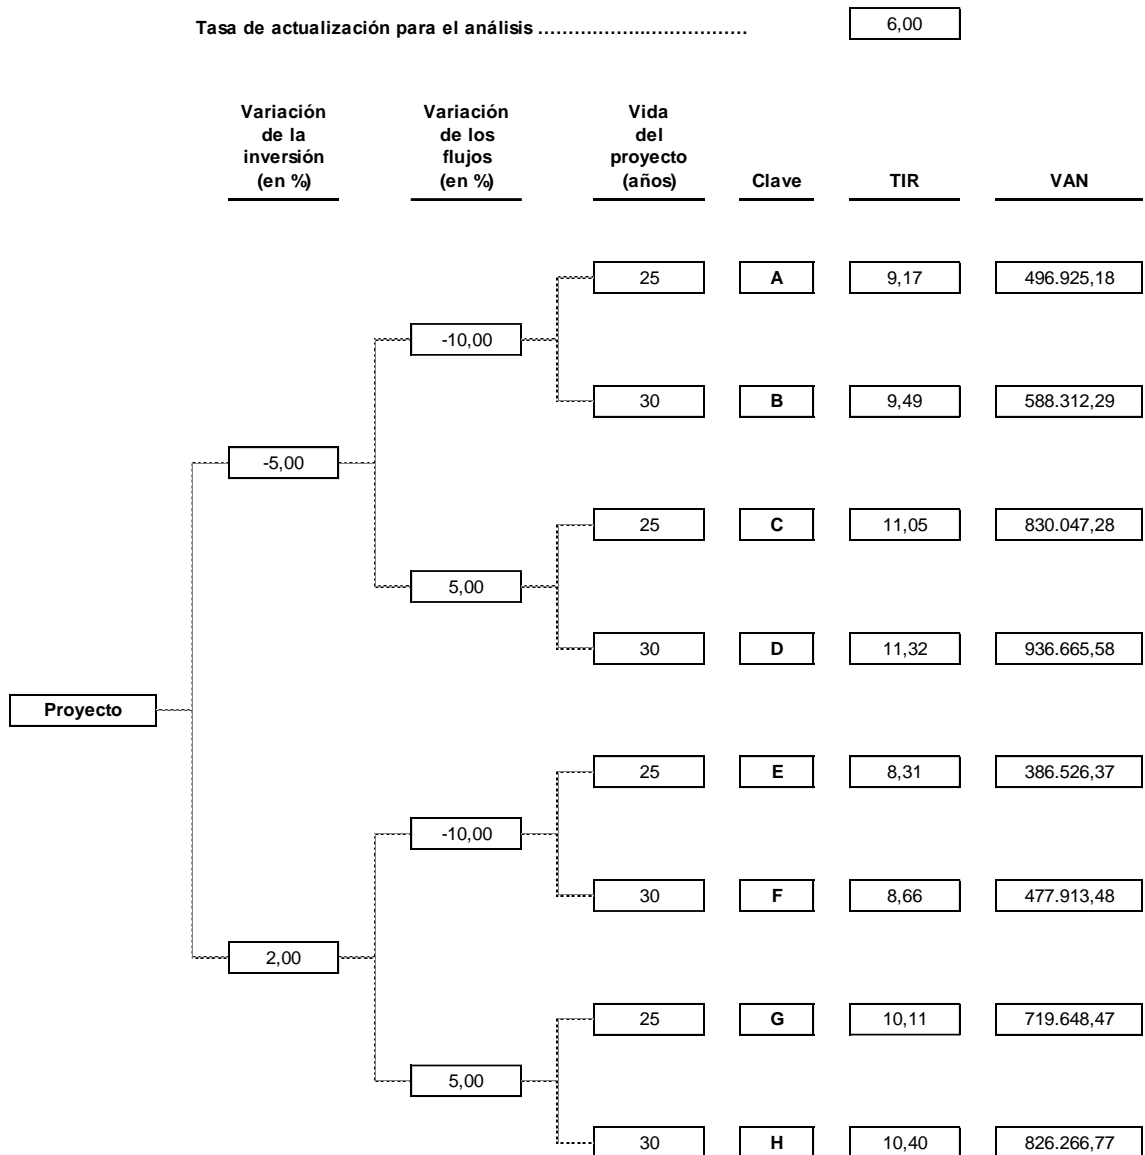 Tasa de actualización para el análisis ……………………………… 6,00
Variación de la inversión (en %)
Variación de los flujos (en %)
Vida del proyecto (años)
Clave
TIR
VAN
25 A 9,17 496.925,18
-10,00
30 B 9,49 588.312,29
-5,00
25 C 11,05 830.047,28
5,00
30 D 11,32 936.665,58
Proyecto
25 E 8,31 386.526,37
-10,00
30 F 8,66 477.913,48
2,00
25 G 10,11 719.648,47
5,00
30 H 10,40 826.266,77